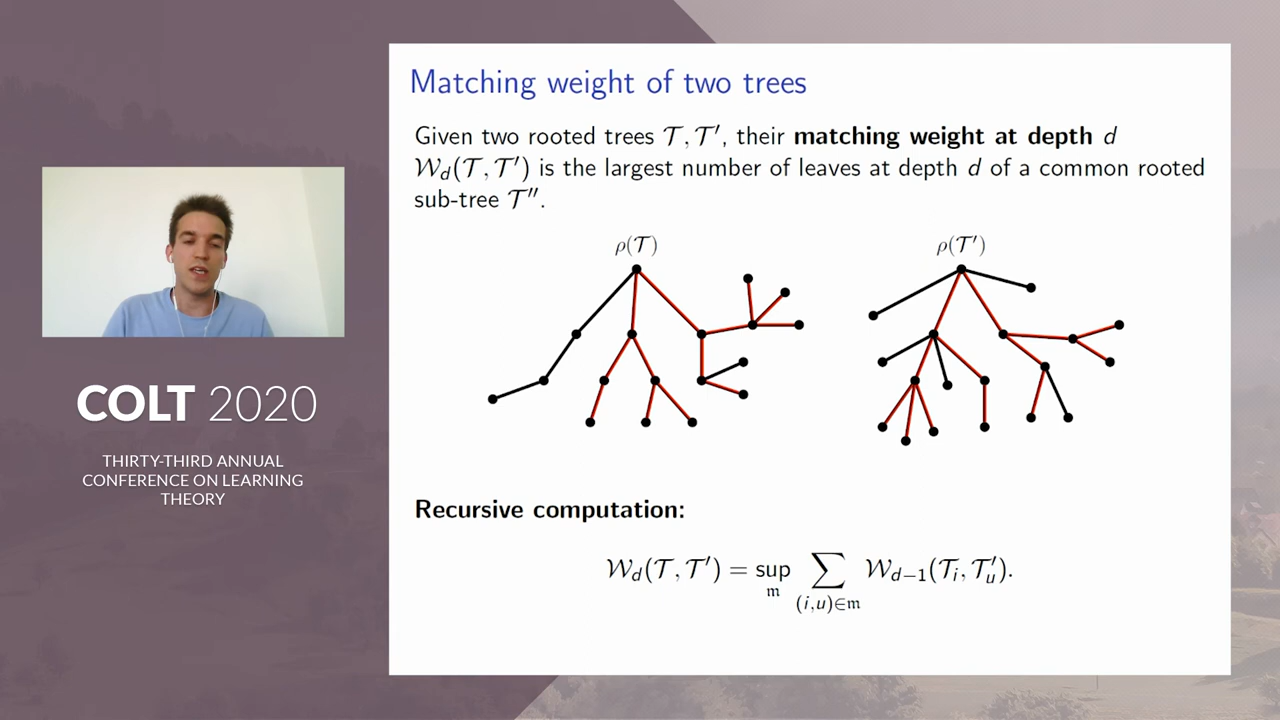 Matching weight of two trees
Given two rooted trees 𝒯, 𝒯′, their matching weight at depth d
𝒲_d(𝒯, 𝒯′) is the largest number of leaves at depth d of a common rooted
sub-tree 𝒯″.
ρ(𝒯)
ρ(𝒯′)
Recursive computation:
𝒲_d(𝒯, 𝒯′) = sup_𝔪 ∑_{(i,u)∈𝔪} 𝒲_{d−1}(𝒯_i, 𝒯′_u).
COLT 2020
THIRTY-THIRD ANNUAL
CONFERENCE ON LEARNING
THEORY